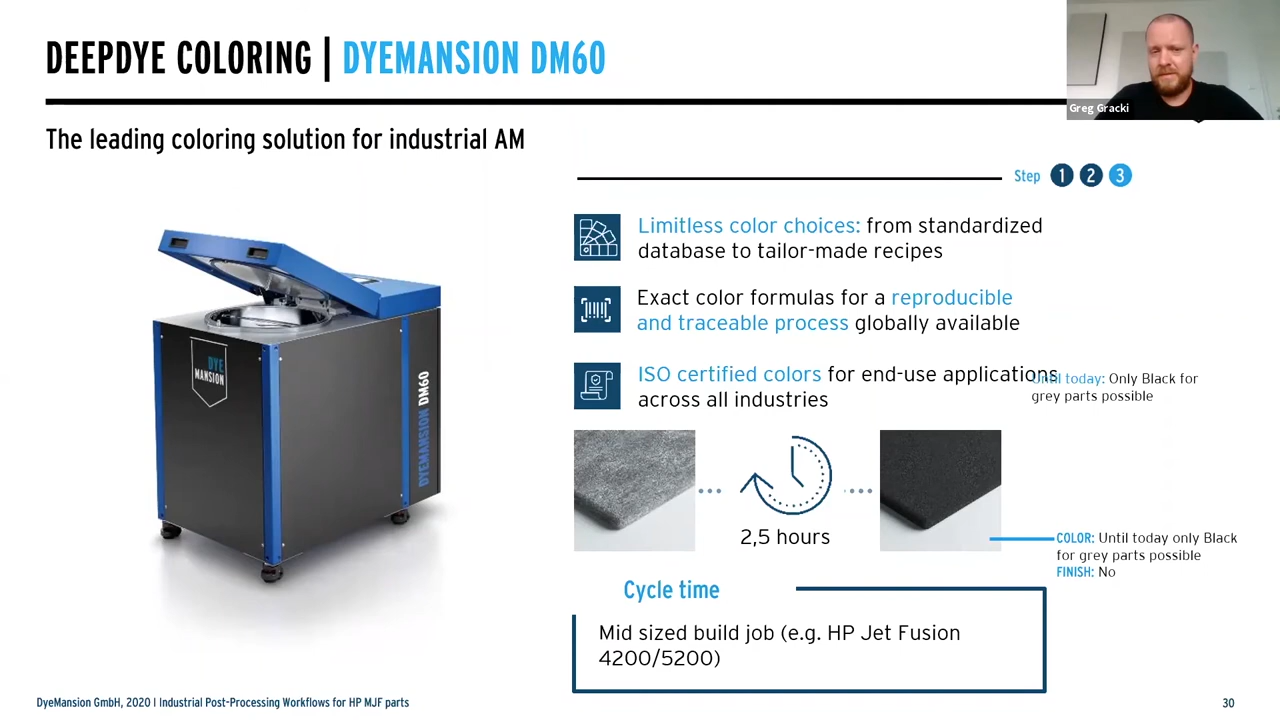 DEEPDYE COLORING | DYEMANSION DM60
Greg Gracki
The leading coloring solution for industrial AM
Step 1 2 3
Limitless color choices: from standardized
database to tailor-made recipes
Exact color formulas for a reproducible
and traceable process globally available
ISO certified colors for end-use applications
across all industries
Until today: Only Black for
grey parts possible
DYE
MANSION
DYEMANSION DM60
2,5 hours
COLOR: Until today only Black
for grey parts possible
FINISH: No
Cycle time
Mid sized build job (e.g. HP Jet Fusion
4200/5200)
DyeMansion GmbH, 2020 I Industrial Post-Processing Workflows for HP MJF parts
30